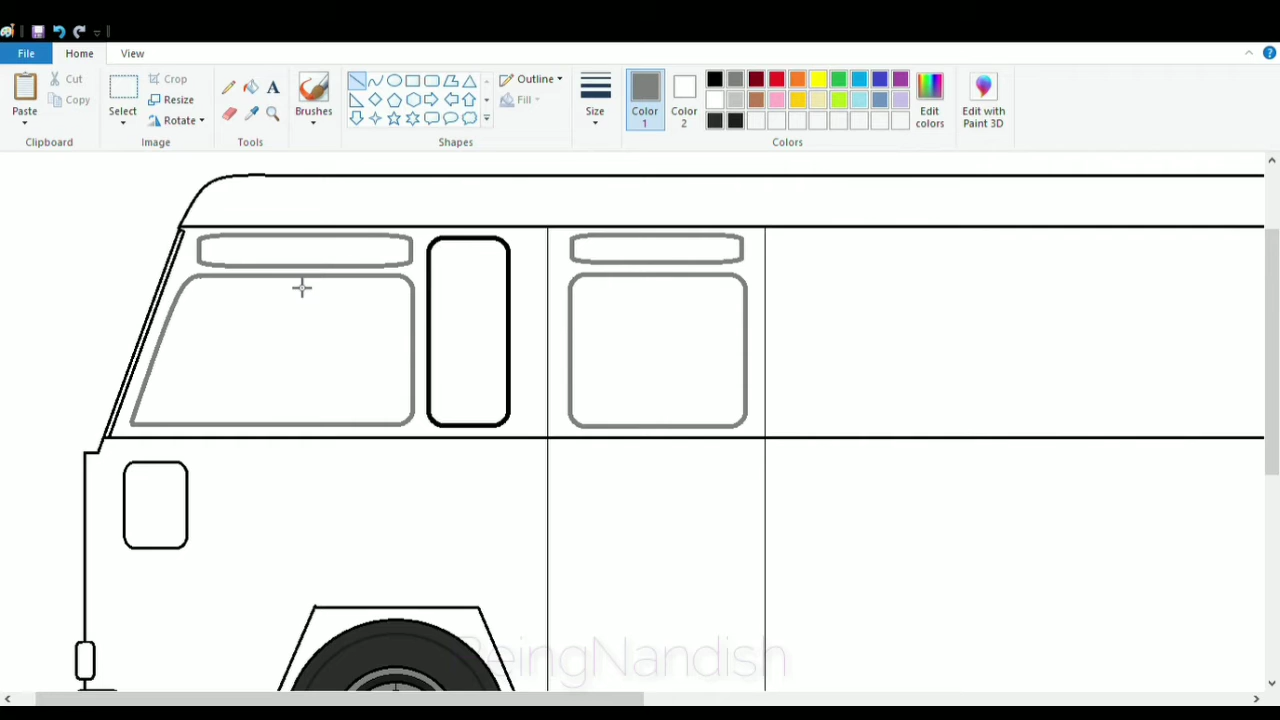 File Home View
Paste
Cut
Copy
Clipboard
Select
Crop
Resize
Rotate
Image
Tools
Brushes
Shapes
Outline
Fill
Size
Color
1
Color
2
Colors
Edit
colors
Edit with
Paint 3D
BeingNandish